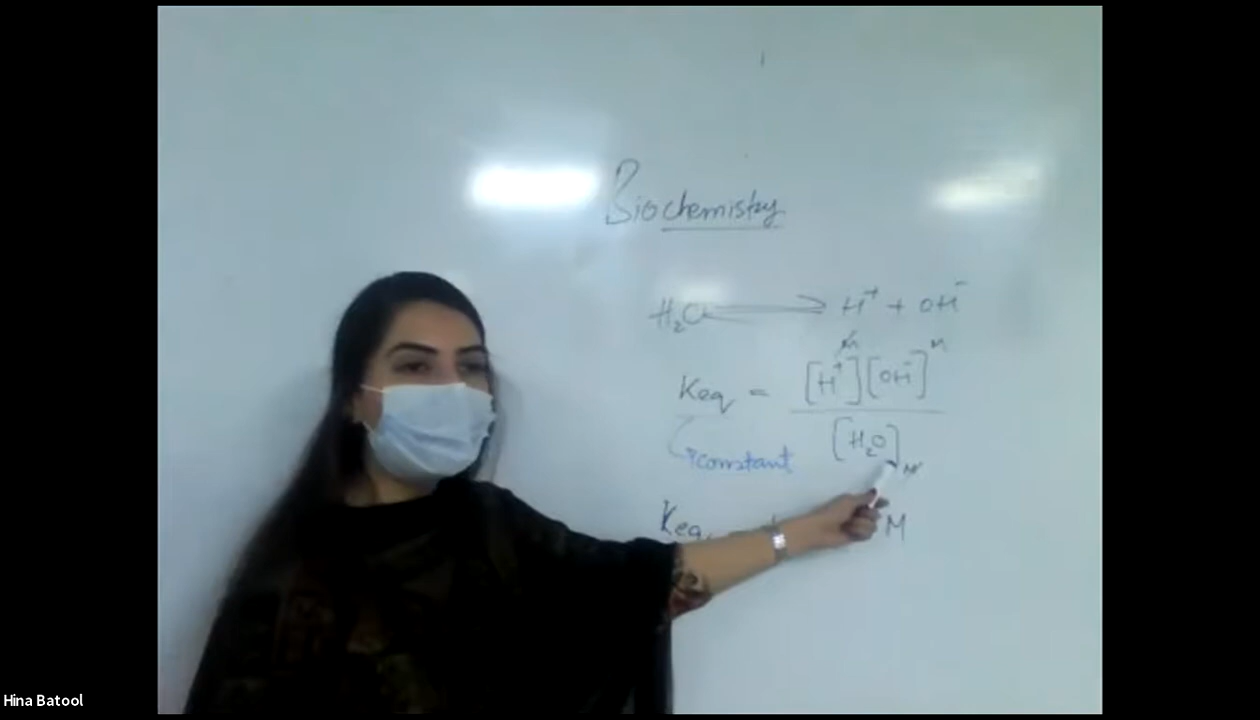 Biochemistry
H₂O ⇌ H⁺ + OH⁻
M M
Keq = [H⁺][OH⁻]
[H₂O] M
constant
Keq M
Hina Batool